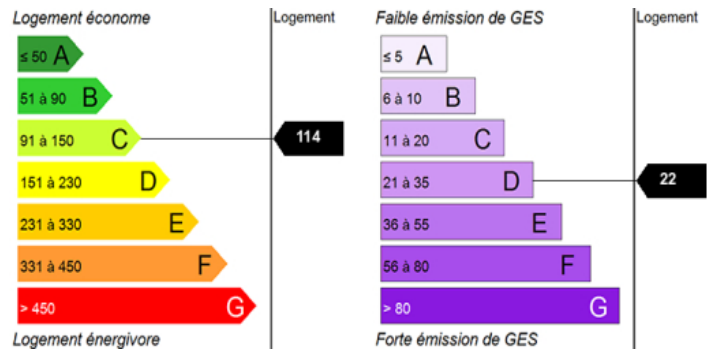 Logement économe
Logement
≤ 50 A
51 à 90 B
91 à 150 C
114
151 à 230 D
231 à 330 E
331 à 450 F
> 450 G
Logement énergivore
Faible émission de GES
Logement
≤ 5 A
6 à 10 B
11 à 20 C
21 à 35 D
22
36 à 55 E
56 à 80 F
> 80 G
Forte émission de GES